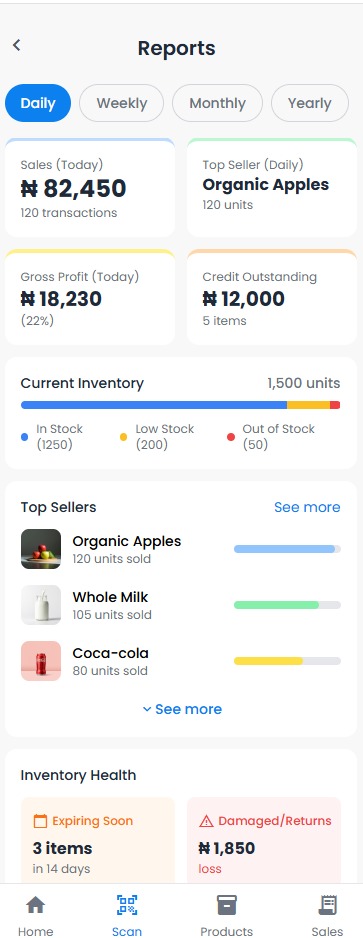 Reports
Daily
Weekly
Monthly
Yearly
Sales (Today)
₦ 82,450
120 transactions
Top Seller (Daily)
Organic Apples
120 units
Gross Profit (Today)
₦ 18,230
(22%)
Credit Outstanding
₦ 12,000
5 items
Current Inventory
1,500 units
In Stock
(1250)
Low Stock
(200)
Out of Stock
(50)
Top Sellers
See more
Organic Apples
120 units sold
Whole Milk
105 units sold
Coca-cola
80 units sold
See more
Inventory Health
Expiring Soon
3 items
in 14 days
Damaged/Returns
₦ 1,850
loss
Home
Scan
Products
Sales